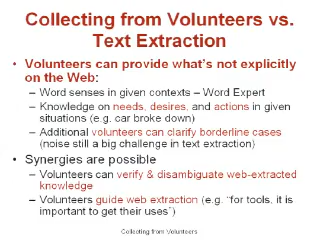 Collecting from Volunteers vs.
Text Extraction
• Volunteers can provide what's not explicitly
on the Web:
– Word senses in given contexts – Word Expert
– Knowledge on needs, desires, and actions in given
situations (e.g. car broke down)
– Additional volunteers can clarify borderline cases
(noise still a big challenge in text extraction)
• Synergies are possible
– Volunteers can verify & disambiguate web-extracted
knowledge
– Volunteers guide web extraction (e.g. "for tools, it is
important to get their uses")
Collecting from Volunteers